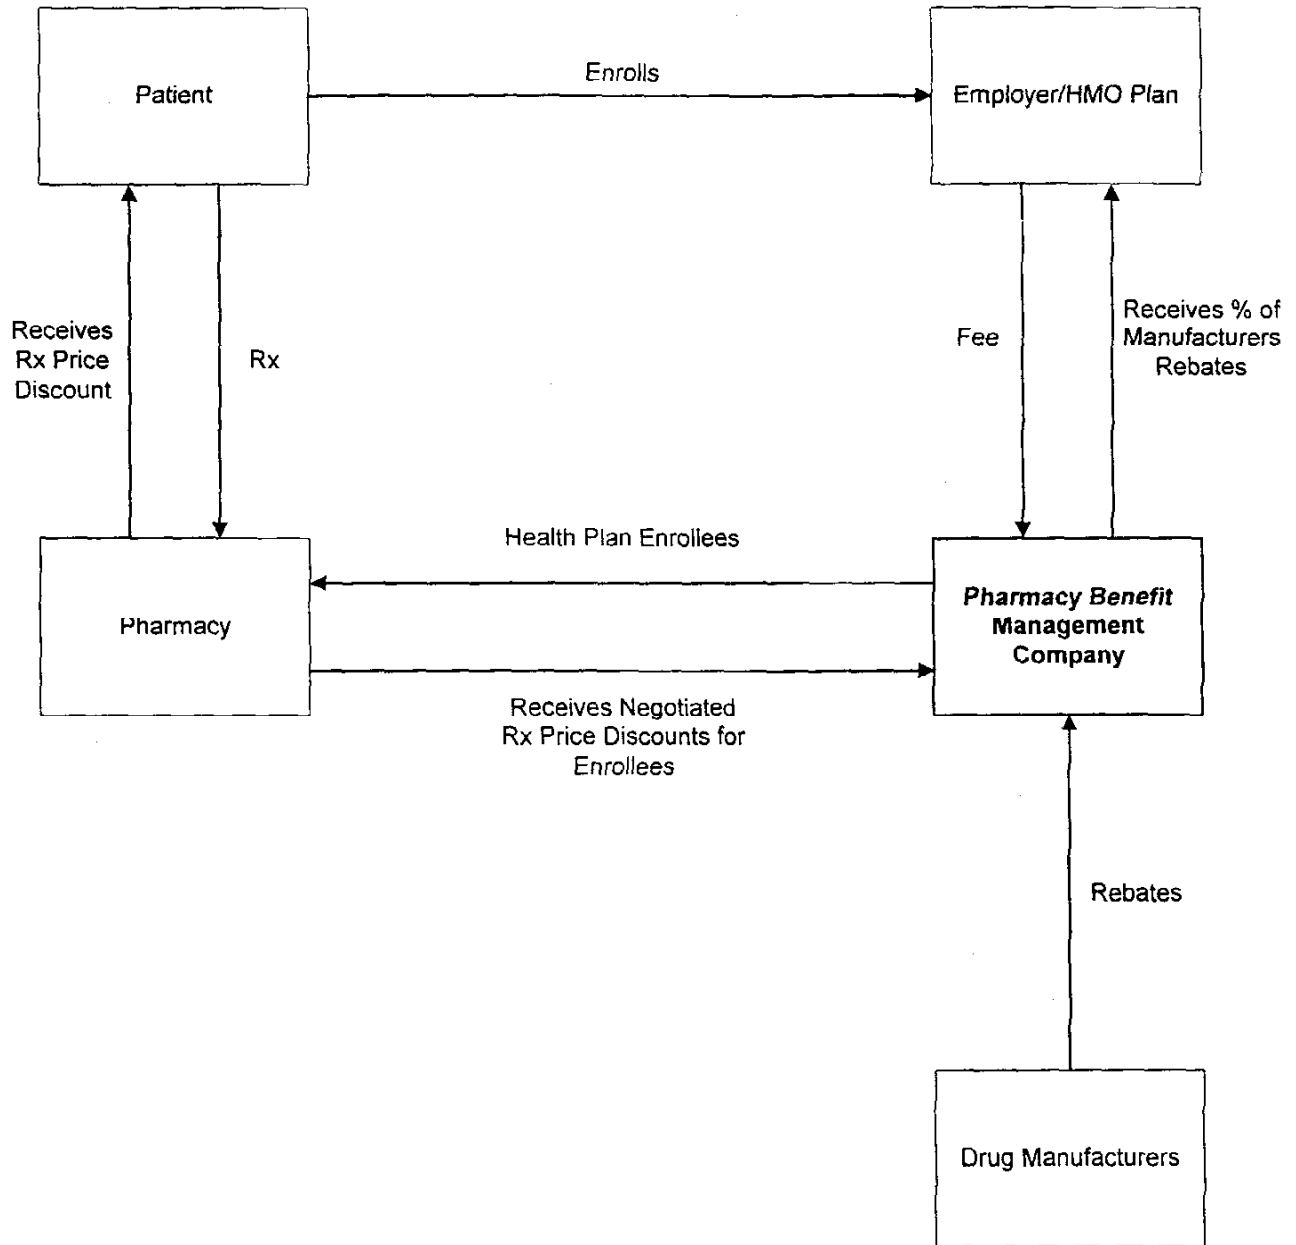 Enrolls
Patient
Employer/HMO Plan
Receives
Rx Price
Discount
Rx
Fee
Receives % of
Manufacturers
Rebates
Health Plan Enrollees
Pharmacy
Pharmacy Benefit
Management
Company
Receives Negotiated
Rx Price Discounts for
Enrollees
Rebates
Drug Manufacturers